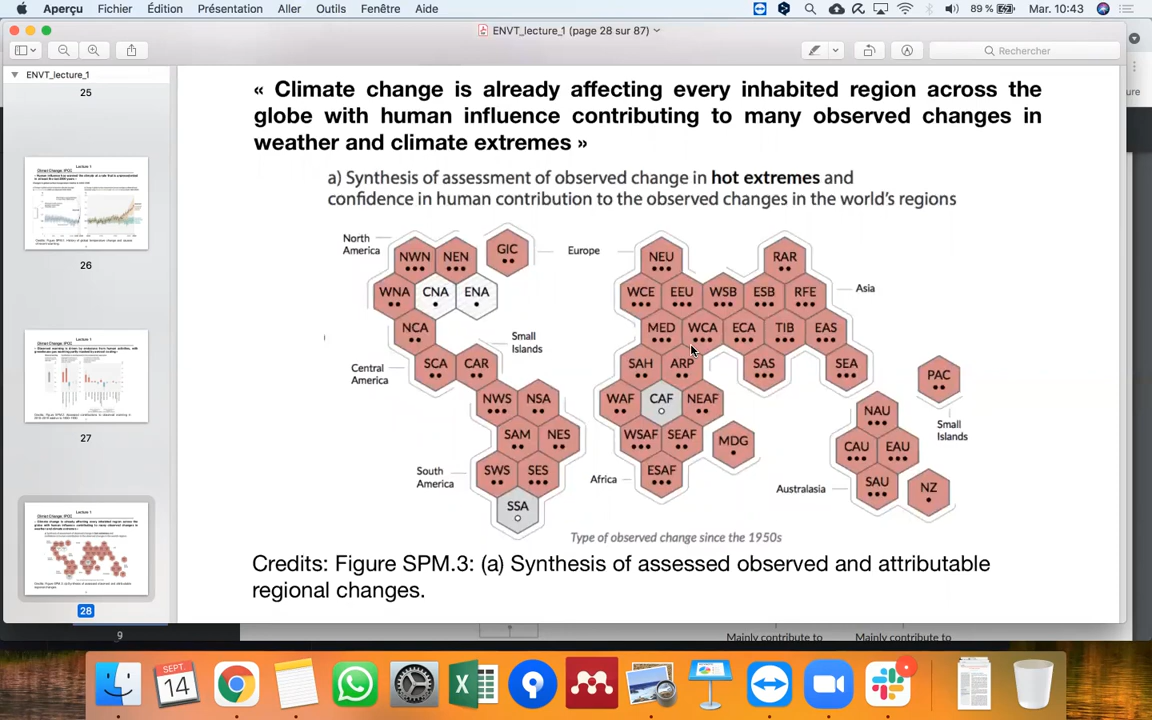 Aperçu Fichier Édition Présentation Aller Outils Fenêtre Aide 89 % Mar. 10:43
ENVT_lecture_1 (page 28 sur 87)
Rechercher
ENVT_lecture_1
25
26
27
28
« Climate change is already affecting every inhabited region across the
globe with human influence contributing to many observed changes in
weather and climate extremes »
a) Synthesis of assessment of observed change in hot extremes and
confidence in human contribution to the observed changes in the world's regions
North
America
NWN NEN GIC
Europe
NEU RAR
WNA CNA ENA
WCE EEU WSB ESB RFE
Asia
NCA
Small
Islands
MED WCA ECA TIB EAS
Central
America
SCA CAR
SAH ARP SAS SEA PAC
NWS NSA
WAF CAF NEAF
NAU
Small
Islands
SAM NES
WSAF SEAF MDG
CAU EAU
South
America
SWS SES
Africa
ESAF
Australasia
SAU NZ
SSA
Type of observed change since the 1950s
Credits: Figure SPM.3: (a) Synthesis of assessed observed and attributable
regional changes.
9
Mainly contribute to Mainly contribute to
SEPT.
14